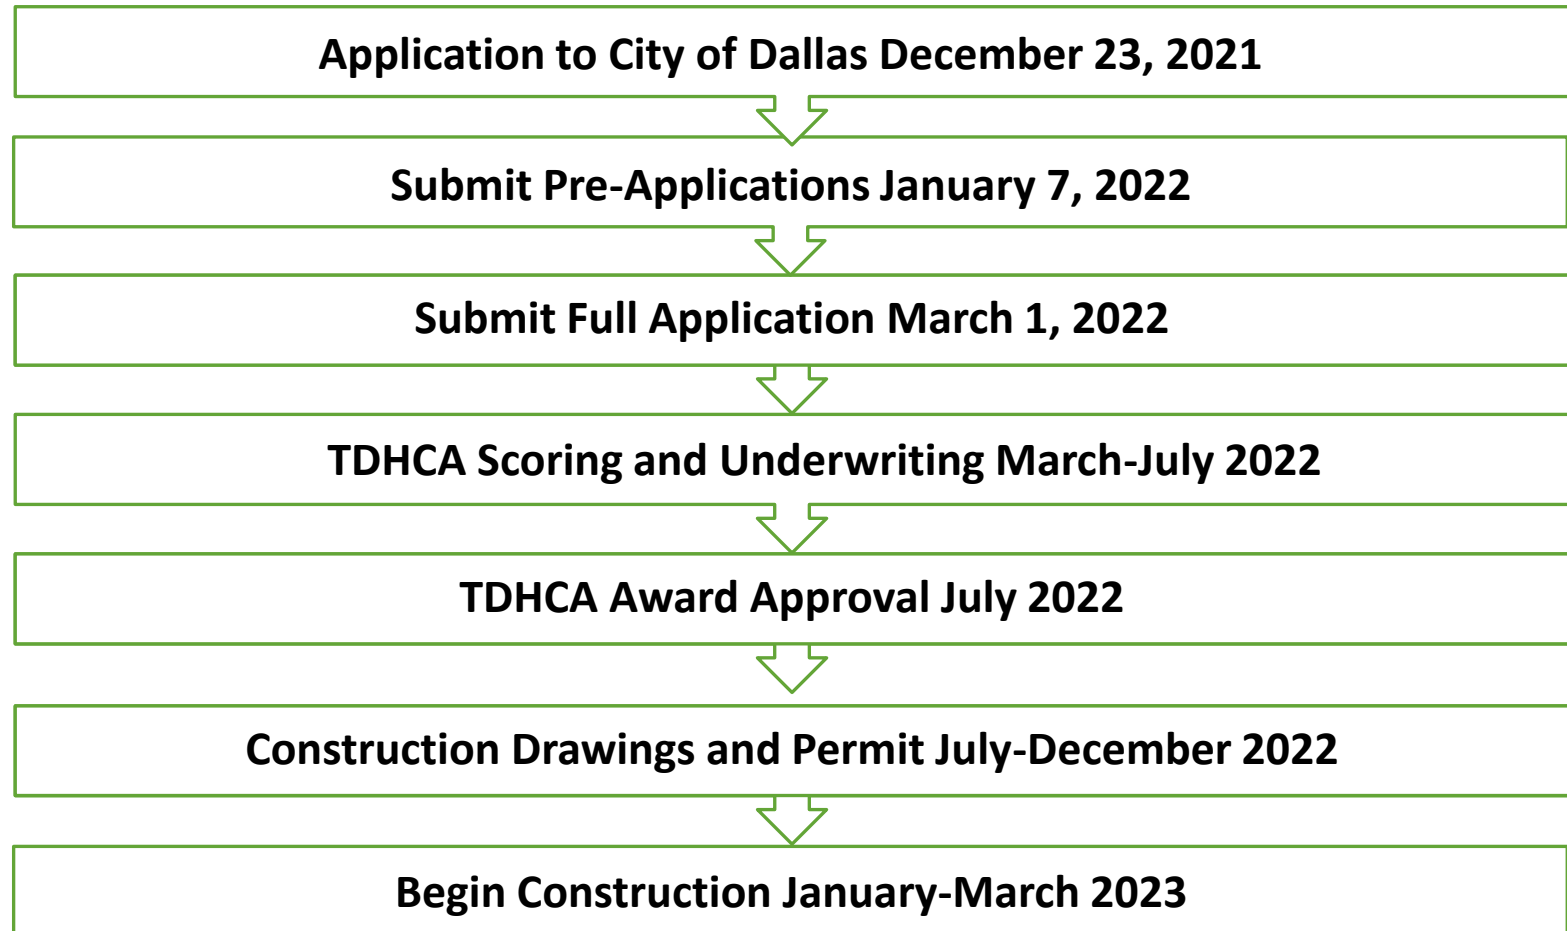 Application to City of Dallas December 23, 2021
Submit Pre-Applications January 7, 2022
Submit Full Application March 1, 2022
TDHCA Scoring and Underwriting March-July 2022
TDHCA Award Approval July 2022
Construction Drawings and Permit July-December 2022
Begin Construction January-March 2023